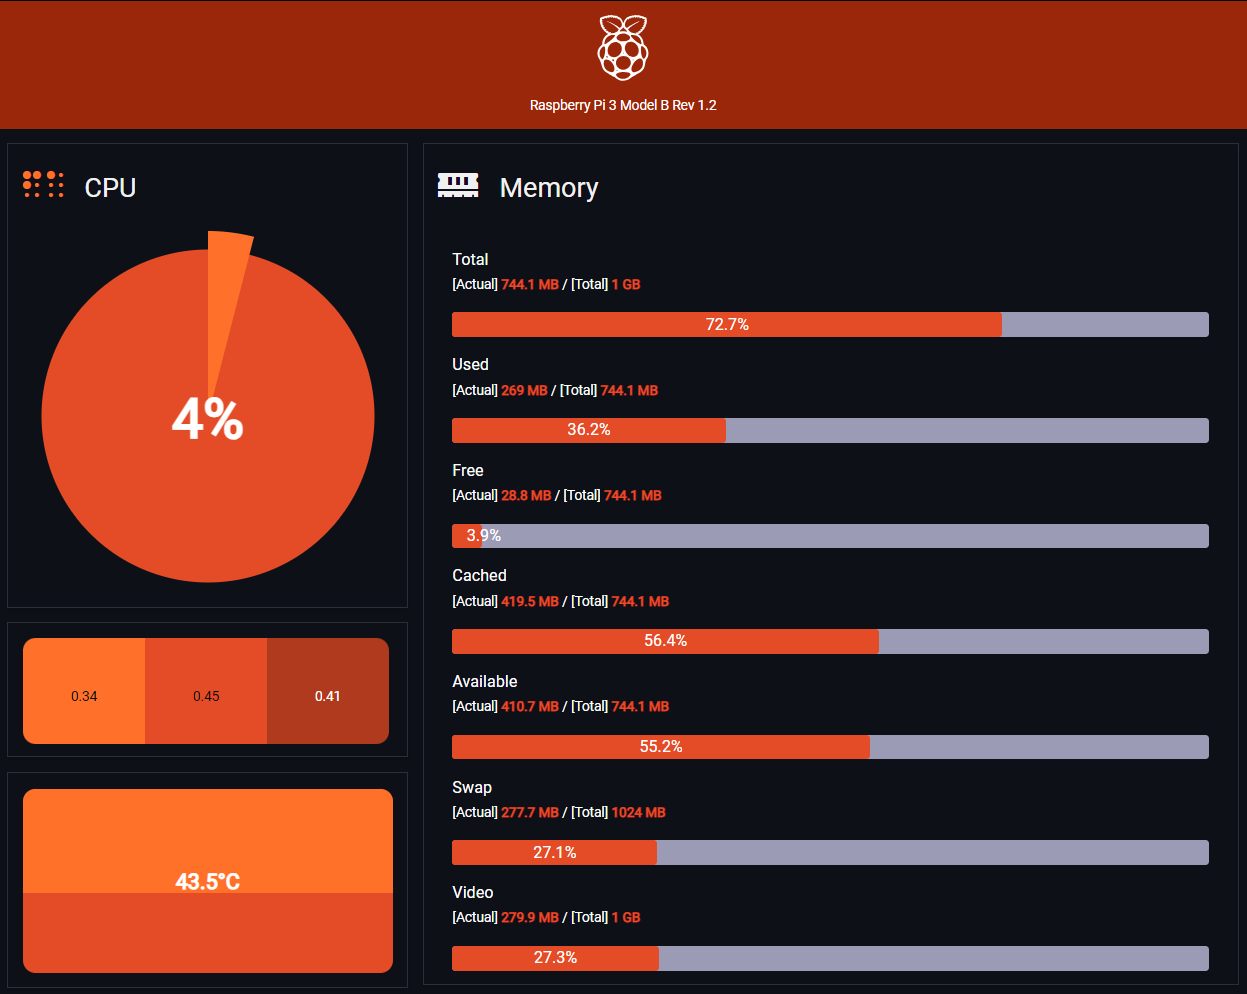 Raspberry Pi 3 Model B Rev 1.2
CPU
4%
0.34 0.45 0.41
43.5°C
Memory
Total
[Actual] 744.1 MB / [Total] 1 GB
72.7%
Used
[Actual] 269 MB / [Total] 744.1 MB
36.2%
Free
[Actual] 28.8 MB / [Total] 744.1 MB
3.9%
Cached
[Actual] 419.5 MB / [Total] 744.1 MB
56.4%
Available
[Actual] 410.7 MB / [Total] 744.1 MB
55.2%
Swap
[Actual] 277.7 MB / [Total] 1024 MB
27.1%
Video
[Actual] 279.9 MB / [Total] 1 GB
27.3%